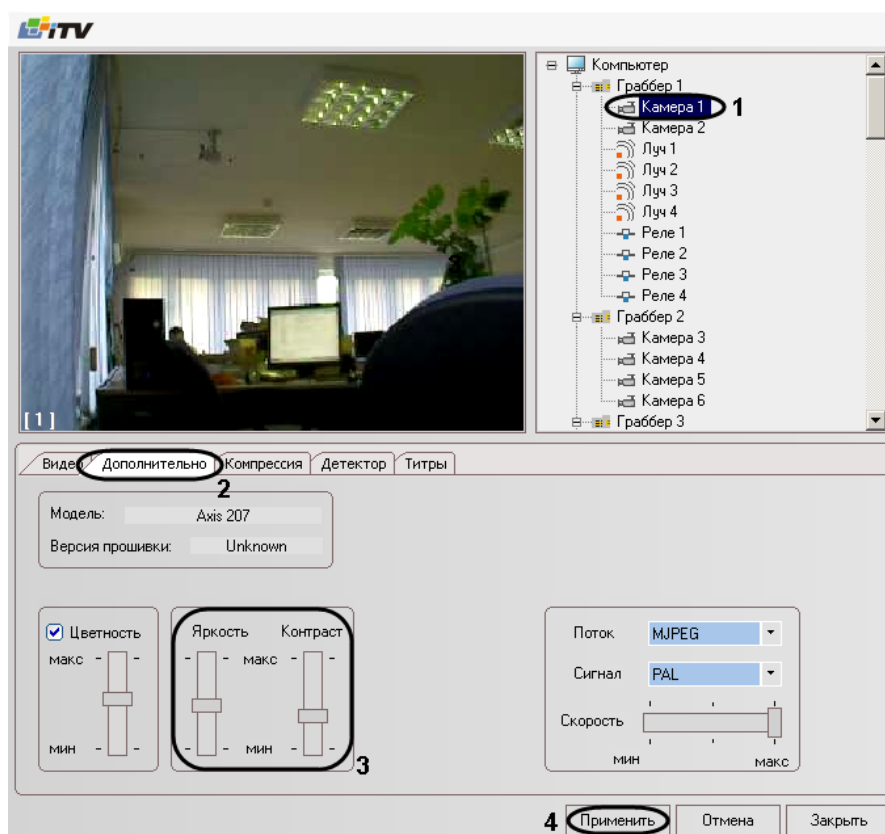 iTV
[1]
Компьютер
Граббер 1
Камера 1
1
Камера 2
Луч 1
Луч 2
Луч 3
Луч 4
Реле 1
Реле 2
Реле 3
Реле 4
Граббер 2
Камера 3
Камера 4
Камера 5
Камера 6
Граббер 3
Видео Дополнительно Компрессия Детектор Титры
2
Модель: Axis 207
Версия прошивки: Unknown
Цветность
макс
мин
Яркость Контраст
макс
мин
3
Поток MJPEG
Сигнал PAL
Скорость
мин макс
4 Применить Отмена Закрыть